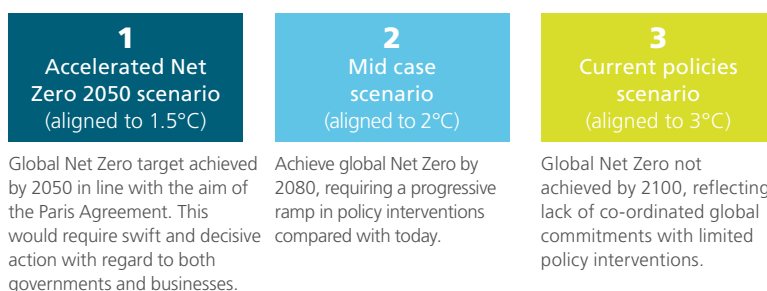 1
Accelerated Net
Zero 2050 scenario
(aligned to 1.5°C)
Global Net Zero target achieved
by 2050 in line with the aim of
the Paris Agreement. This
would require swift and decisive
action with regard to both
governments and businesses.
2
Mid case
scenario
(aligned to 2°C)
Achieve global Net Zero by
2080, requiring a progressive
ramp in policy interventions
compared with today.
3
Current policies
scenario
(aligned to 3°C)
Global Net Zero not
achieved by 2100, reflecting
lack of co-ordinated global
commitments with limited
policy interventions.